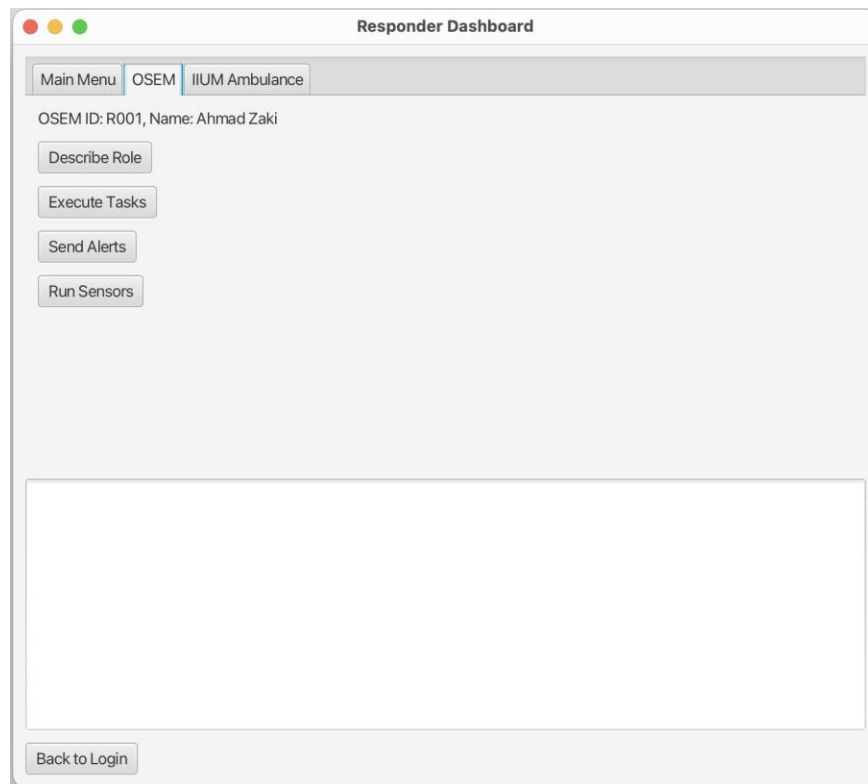 Responder Dashboard
Main Menu OSEM IIUM Ambulance
OSEM ID: R001, Name: Ahmad Zaki
Describe Role
Execute Tasks
Send Alerts
Run Sensors
Back to Login